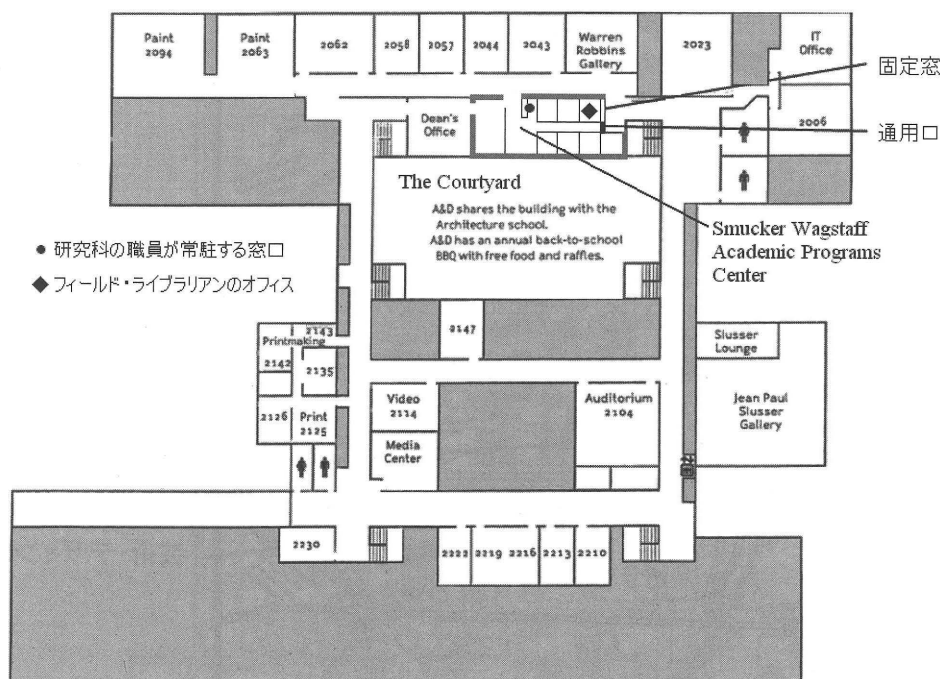 Paint
2094
Paint
2063
2062
2058
2057
2044
2043
Warren
Robbins
Gallery
2023
IT
Office
固定窓
Dean's
Office
2006
通用口
The Courtyard
A&D shares the building with the
Architecture school.
A&D has an annual back-to-school
BBQ with free food and raffles.
Smucker Wagstaff
Academic Programs
Center
● 研究科の職員が常駐する窓口
◆ フィールド・ライブラリアンのオフィス
2143
Printmaking
2142
2135
2147
Slusser
Lounge
2126
Print
2125
Video
2114
Media
Center
Auditorium
2104
Jean Paul
Slusser
Gallery
2230
2222
2219
2216
2213
2210